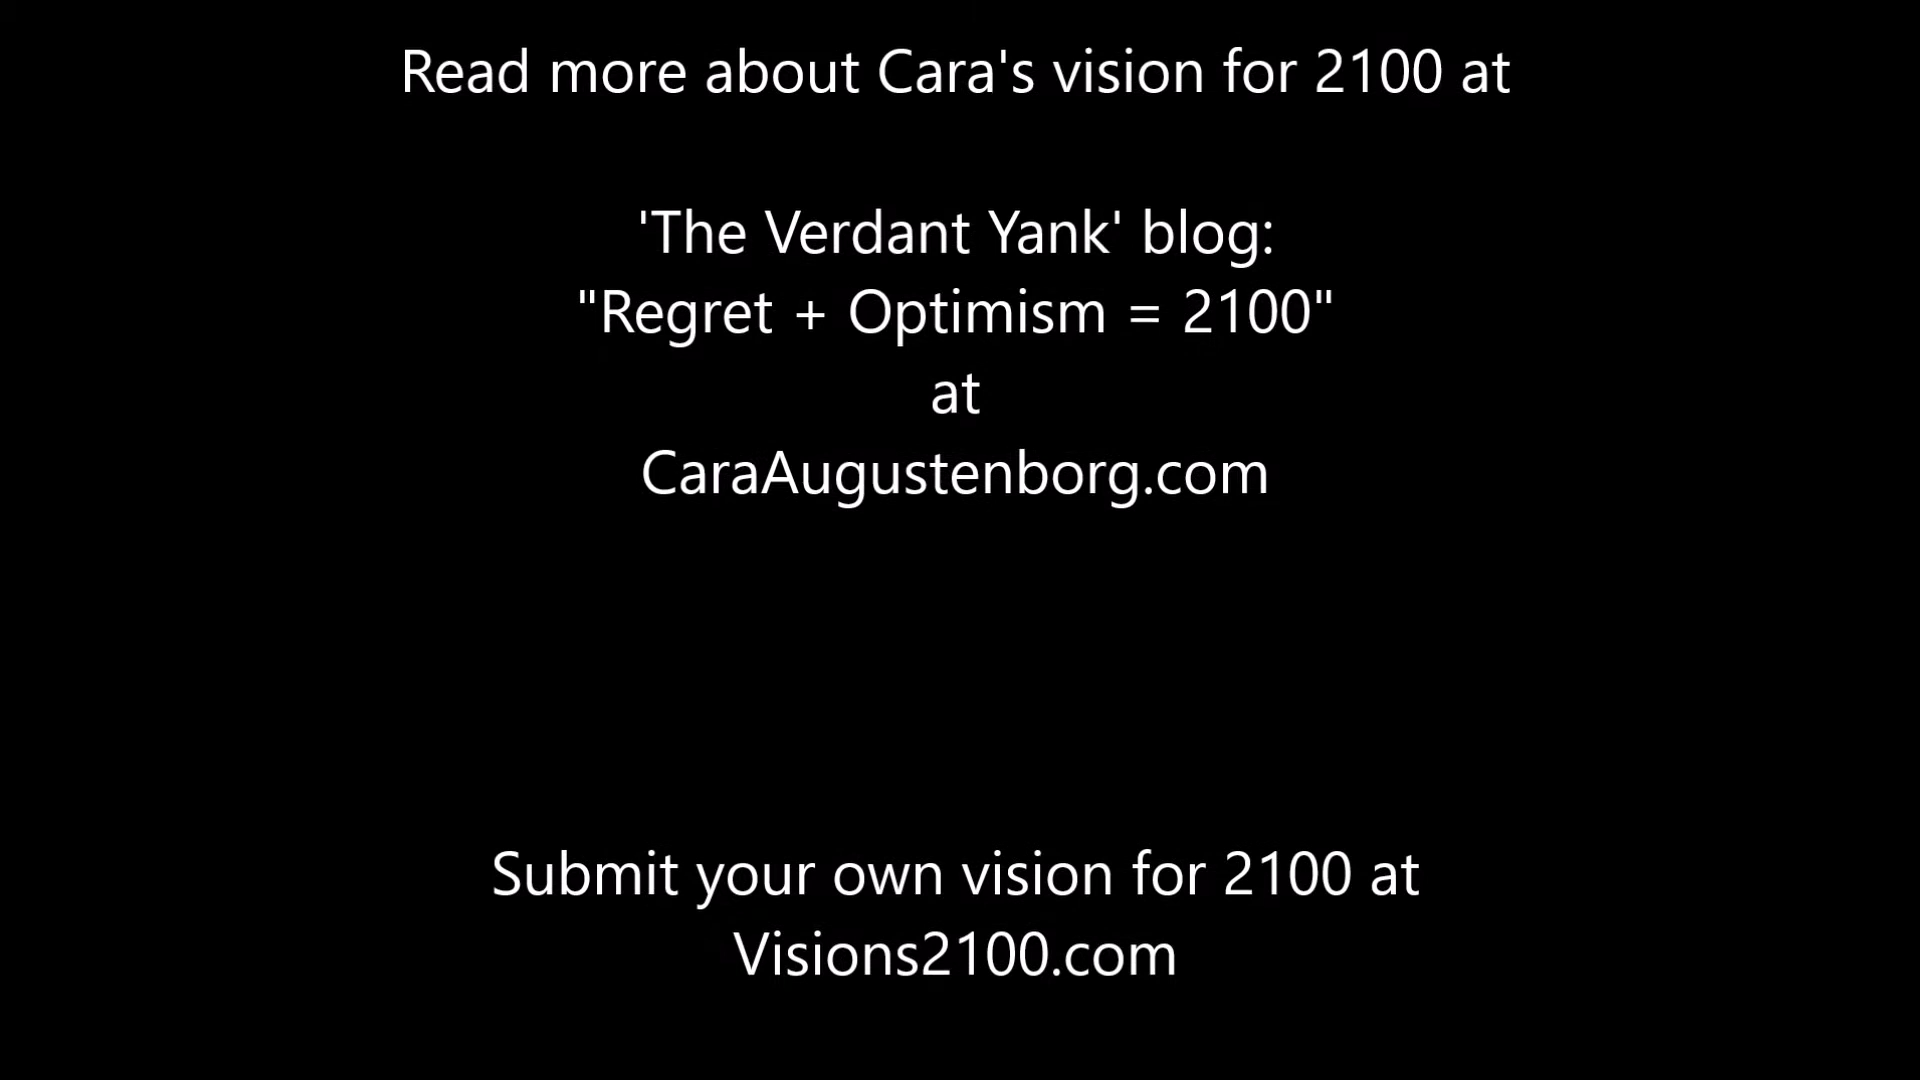 Read more about Cara's vision for 2100 at
'The Verdant Yank' blog:
"Regret + Optimism = 2100"
at
CaraAugustenborg.com
Submit your own vision for 2100 at
Visions2100.com